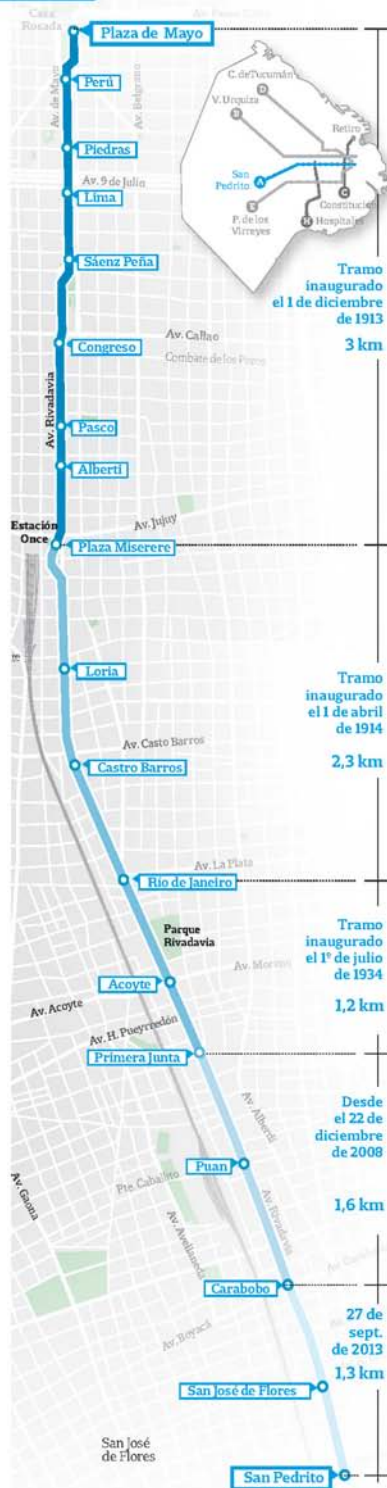 Casa
Rosada
Plaza de Mayo
Av. de Mayo
Perú
Av. Belgrano
Piedras
Av. 9 de Julio
Lima
Sáenz Peña
C. de Tucumán
D
V. Urquiza
B
Retiro
San
Pedrito
A
E
P. de los
Virreyes
C
Constitución
H
Hospitales
Tramo
inaugurado
el 1 de diciembre
de 1913
3 km
Congreso
Av. Callao
Combate de los Pozos
Av. Rivadavia
Pasco
Alberti
Estación
Once
Av. Jujuy
Plaza Miserere
Loria
Tramo
inaugurado
el 1 de abril
de 1914
2,3 km
Av. Casto Barros
Castro Barros
Av. La Plata
Río de Janeiro
Parque
Rivadavia
Tramo
inaugurado
el 1º de julio
de 1934
1,2 km
Av. Moreno
Acoyte
Av. Acoyte
Av. H. Pueyrredón
Primera Junta
Desde
el 22 de
diciembre
de 2008
1,6 km
Av. Alberdi
Puan
Pte. Caballito
Av. Gaona
Av. Rivadavia
Av. Avellaneda
Carabobo
27 de
sept.
de 2013
1,3 km
Av. Boyacá
San José de Flores
San José
de Flores
San Pedrito